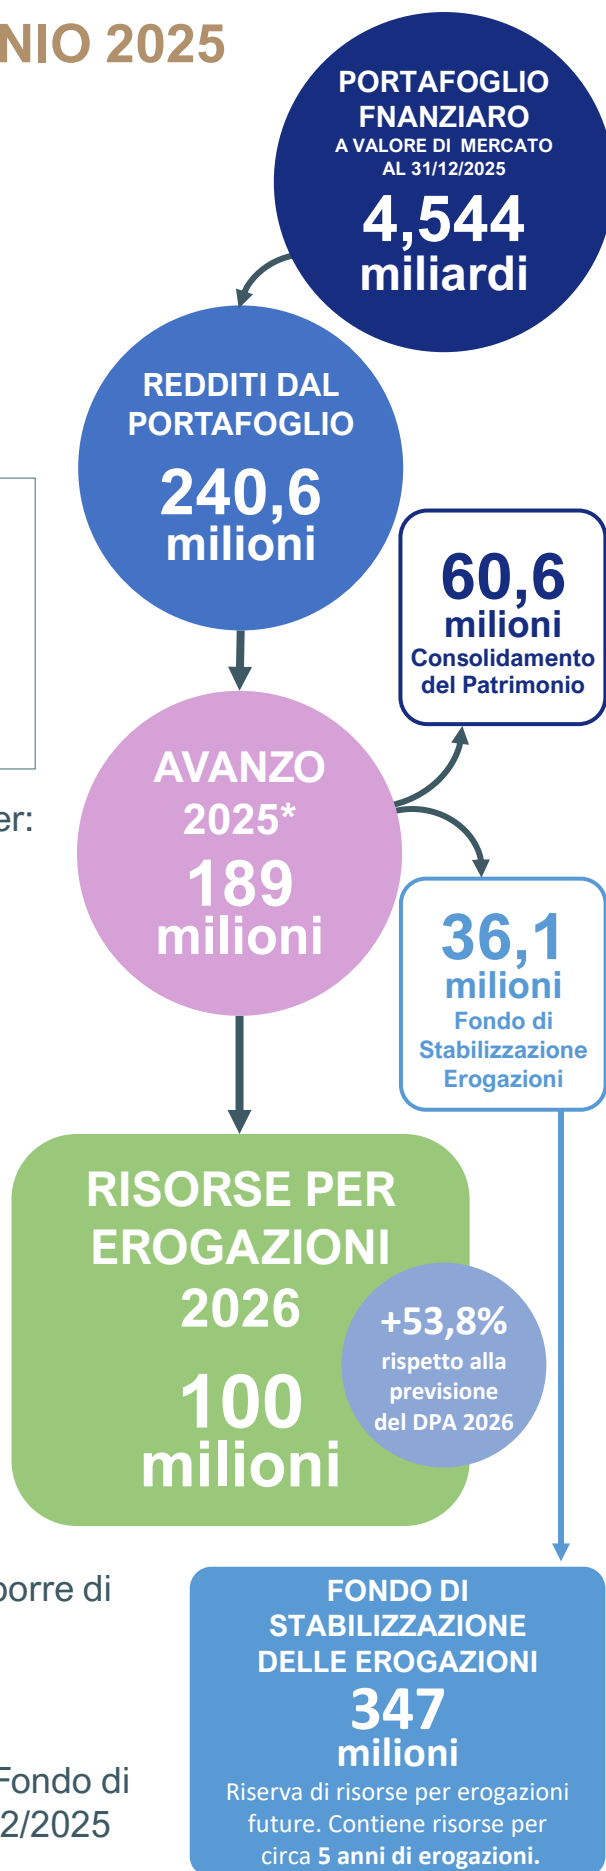 NIO 2025
PORTAFOGLIO
FNANZIARO
A VALORE DI MERCATO
AL 31/12/2025
4,544
miliardi
REDDITI DAL
PORTAFOGLIO
240,6
milioni
60,6
milioni
Consolidamento
del Patrimonio
AVANZO
2025*
189
milioni
er:
36,1
milioni
Fondo di
Stabilizzazione
Erogazioni
RISORSE PER
EROGAZIONI
2026
100
milioni
+53,8%
rispetto alla
previsione
del DPA 2026
porre di
FONDO DI
STABILIZZAZIONE
DELLE EROGAZIONI
347
milioni
Riserva di risorse per erogazioni
future. Contiene risorse per
circa 5 anni di erogazioni.
Fondo di
2/2025